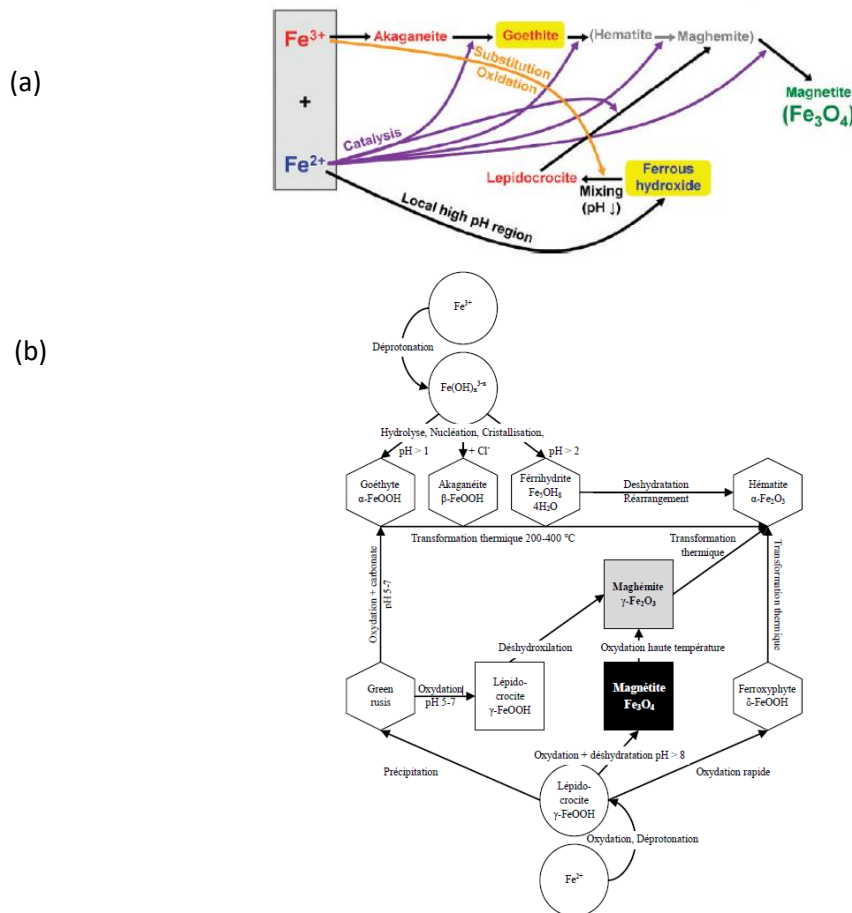 (a)
Fe3+
Akaganeite
Goethite
(Hematite
Maghemite)
Substitution
Oxidation
Magnetite
(Fe3O4)
+
Catalysis
Fe2+
Lepidocrocite
Mixing
(pH ↓)
Ferrous
hydroxide
Local high pH region
(b)
Fe3+
Déprotonation
Fe(OH)x3-x
Hydrolyse, Nucléation, Cristallisation,
pH > 1
+ Cl-
pH > 2
Goéthyte
α-FeOOH
Akaganéite
β-FeOOH
Férrihydrite
Fe5OH8
4H2O
Deshydratation
Réarrangement
Hématite
α-Fe2O3
Transformation thermique 200-400 °C
Transformation
thermique
Oxydation + carbonate
pH 5-7
Maghémite
γ-Fe2O3
Transformation
thermique
Déshydroxilation
Oxydation haute température
Green
rusis
Oxydation
pH 5-7
Lépido-
crocite
γ-FeOOH
Magnétite
Fe3O4
Ferroxyphyte
δ-FeOOH
Oxydation + déshydratation pH > 8
Précipitation
Oxydation rapide
Lépido-
crocite
γ-FeOOH
Oxydation, Déprotonation
Fe2+